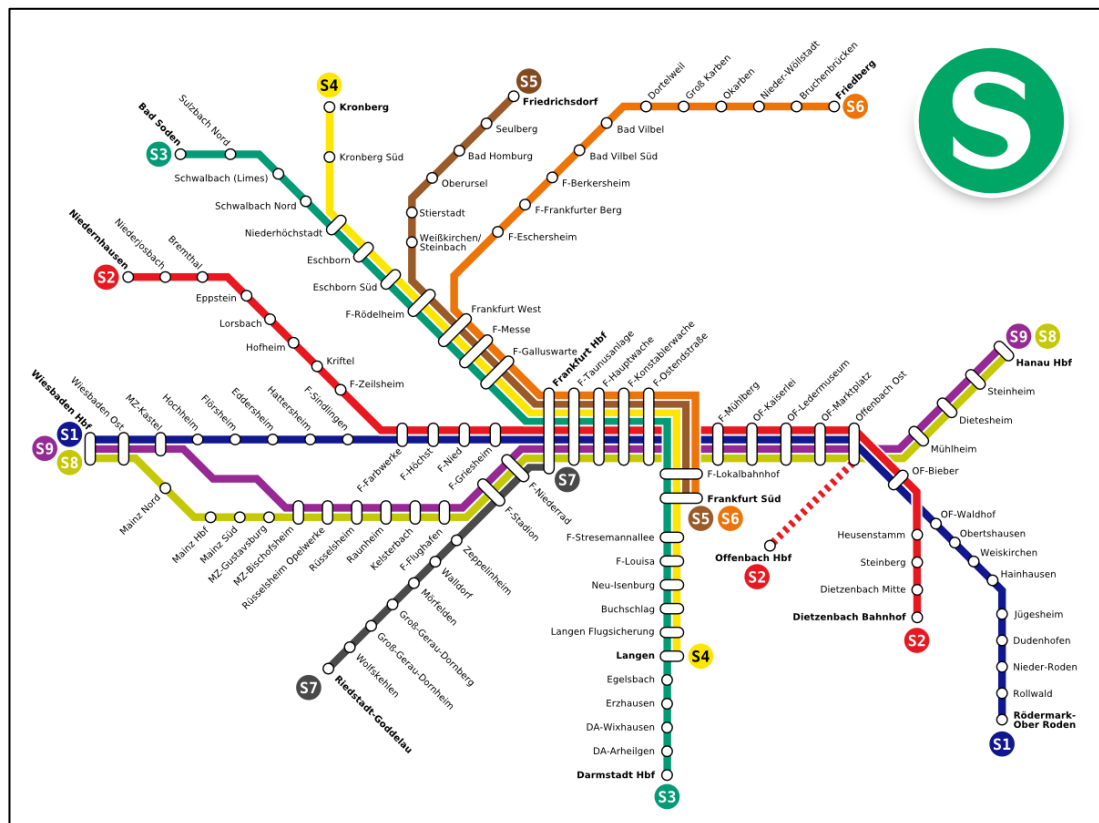 S
S4
Kronberg
Kronberg Süd
S5
Friedrichsdorf
Seulberg
Bad Homburg
Oberursel
Stierstadt
Weißkirchen/
Steinbach
Dortelweil
Groß Karben
Okarben
Nieder-Wöllstadt
Bruchenbrücken
Friedberg
S6
Bad Vilbel
Bad Vilbel Süd
F-Berkersheim
F-Frankfurter Berg
F-Eschersheim
Bad Soden
Sulzbach Nord
S3
Schwalbach (Limes)
Schwalbach Nord
Niederhöchstadt
Eschborn
Eschborn Süd
F-Rödelheim
Frankfurt West
F-Messe
F-Galluswarte
Niedernhausen
Niederjosbach
Bremthal
S2
Eppstein
Lorsbach
Hofheim
Kriftel
F-Zeilsheim
F-Sindlingen
Frankfurt Hbf
F-Taunusanlage
F-Hauptwache
F-Konstablerwache
F-Ostendstraße
F-Mühlberg
OF-Kaiserlei
OF-Ledermuseum
OF-Marktplatz
Offenbach Ost
S9
S8
Hanau Hbf
Steinheim
Dietesheim
Mühlheim
Wiesbaden Hbf
Wiesbaden Ost
MZ-Kastel
Hochheim
Flörsheim
Eddersheim
Hattersheim
S1
S9
S8
F-Farbwerke
F-Höchst
F-Nied
F-Griesheim
Mainz Nord
Mainz Hbf
Mainz Süd
MZ-Gustavsburg
MZ-Bischofsheim
Rüsselsheim Opelwerke
Rüsselsheim
Raunheim
Kelsterbach
F-Flughafen
F-Niederrad
F-Stadion
S7
Zeppelinheim
Walldorf
Mörfelden
Groß-Gerau-Dornberg
Groß-Gerau-Dornheim
Wolfskehlen
Riedstadt-Goddelau
S7
F-Lokalbahnhof
Frankfurt Süd
S5
S6
F-Stresemannallee
F-Louisa
Neu-Isenburg
Buchschlag
Langen Flugsicherung
Langen
S4
Egelsbach
Erzhausen
DA-Wixhausen
DA-Arheilgen
Darmstadt Hbf
S3
Offenbach Hbf
S2
OF-Bieber
Heusenstamm
Steinberg
Dietzenbach Mitte
Dietzenbach Bahnhof
S2
OF-Waldhof
Obertshausen
Weiskirchen
Hainhausen
Jügesheim
Dudenhofen
Nieder-Roden
Rollwald
Rödermark-
Ober Roden
S1